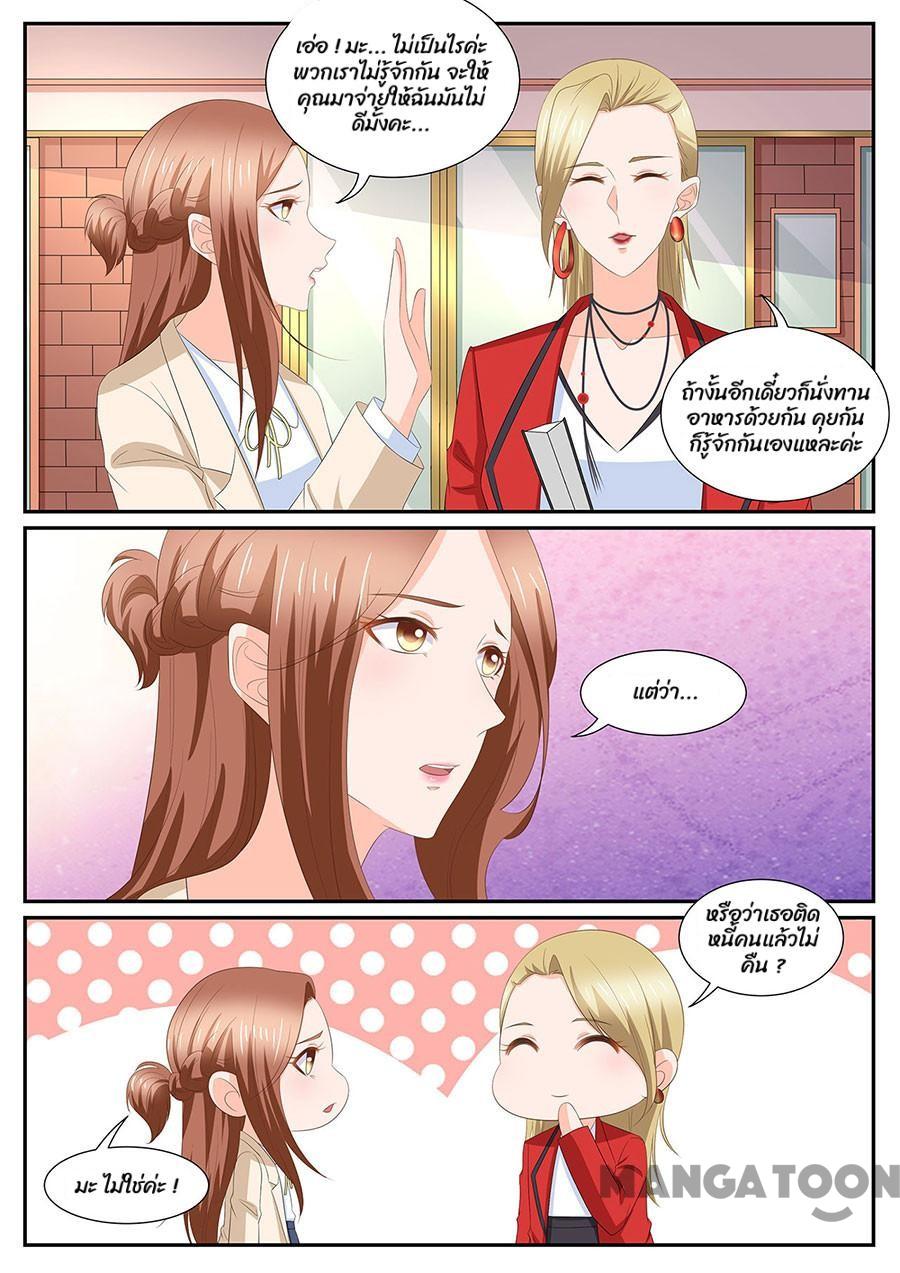 เอ่อ ! มะ... ไม่เป็นไรค่ะ
พวกเราไม่รู้จักกัน จะให้
คุณมาจ่ายให้ฉันมันไม่
ดีมั้งคะ...
ถ้างั้นอีกเดี๋ยวก็นั่งทาน
อาหารด้วยกัน คุยกัน
ก็รู้จักกันเองแหละค่ะ
แต่ว่า...
หรือว่าเธอติด
หนี้คนแล้วไม่
คืน ?
มะ ไม่ใช่ค่ะ !
MANGATOON